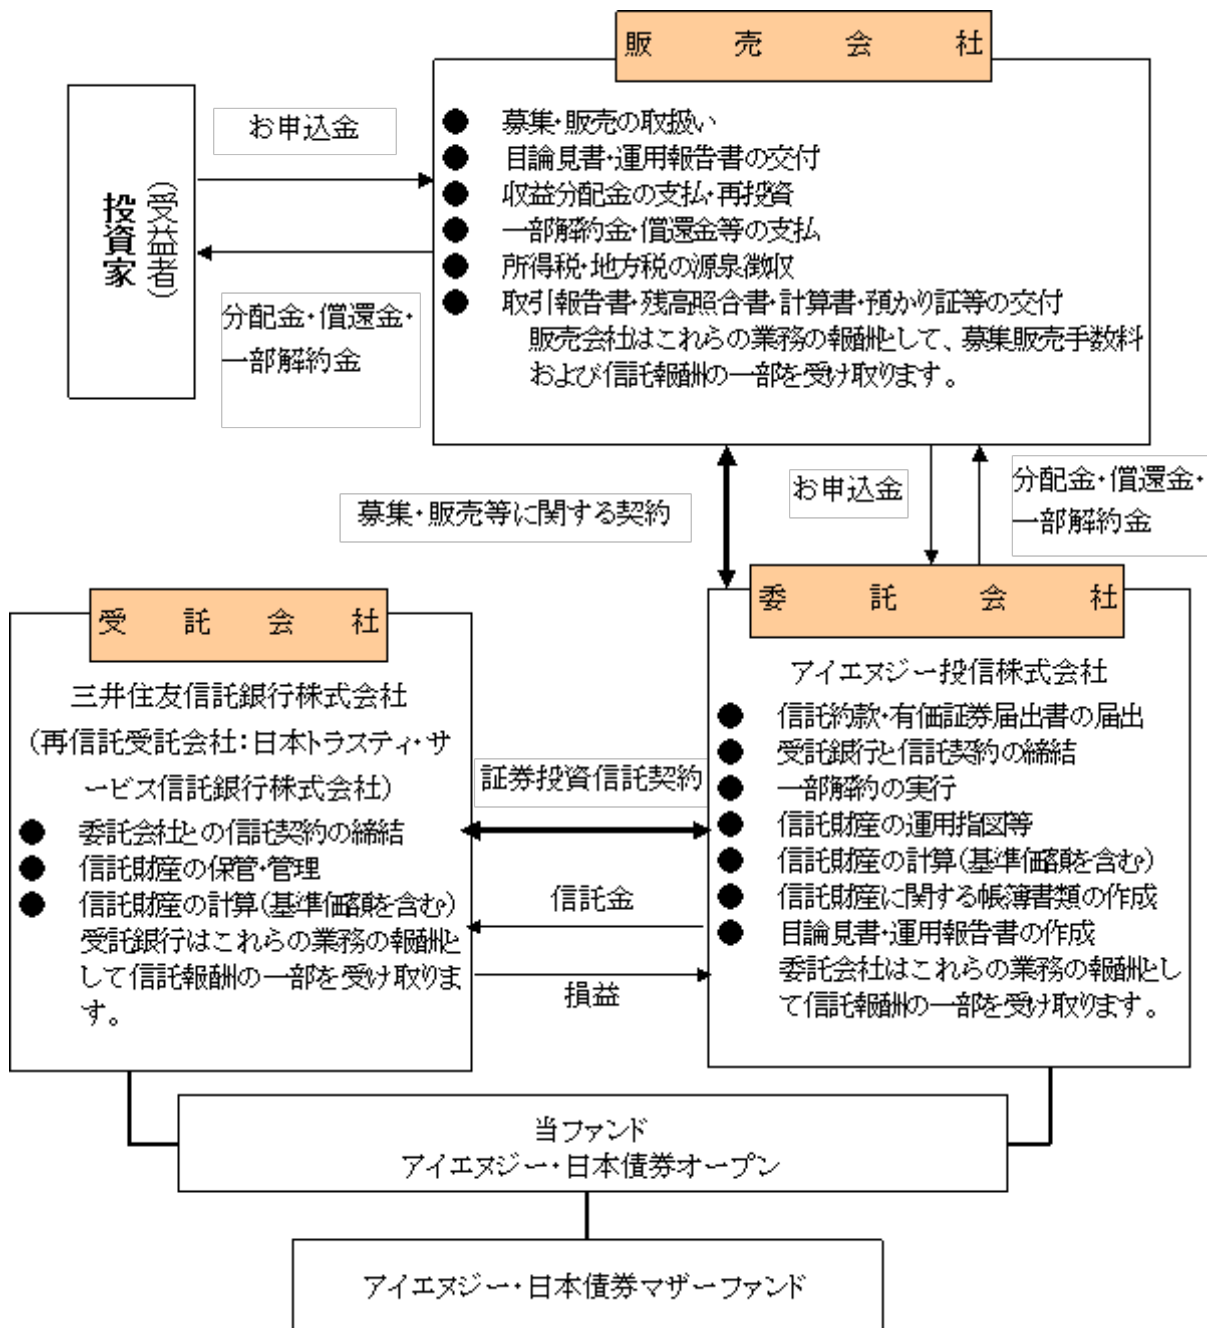 販売会社
お申込金
投資家
(受益者)
分配金・償還金・
一部解約金
● 募集・販売の取扱い
● 目論見書・運用報告書の交付
● 収益分配金の支払・再投資
● 一部解約金・償還金等の支払
● 所得税・地方税の源泉徴収
● 取引報告書・残高照合書・計算書・預かり証等の交付
販売会社はこれらの業務の報酬として、募集販売手数料
および信託報酬の一部を受け取ります。
募集・販売等に関する契約
お申込金
分配金・償還金・
一部解約金
受託会社
三井住友信託銀行株式会社
(再信託受託会社:日本トラスティ・サ
ービス信託銀行株式会社)
● 委託会社との信託契約の締結
● 信託財産の保管・管理
● 信託財産の計算(基準価額を含む)
受託銀行はこれらの業務の報酬と
して信託報酬の一部を受け取りま
す。
証券投資信託契約
信託金
損益
委託会社
アイエヌジー投信株式会社
● 信託約款・有価証券届出書の届出
● 受託銀行と信託契約の締結
● 一部解約の実行
● 信託財産の運用指図等
● 信託財産の計算(基準価額を含む)
● 信託財産に関する帳簿書類の作成
● 目論見書・運用報告書の作成
委託会社はこれらの業務の報酬とし
て信託報酬の一部を受け取ります。
当ファンド
アイエヌジー・日本債券オープン
アイエヌジー・日本債券マザーファンド